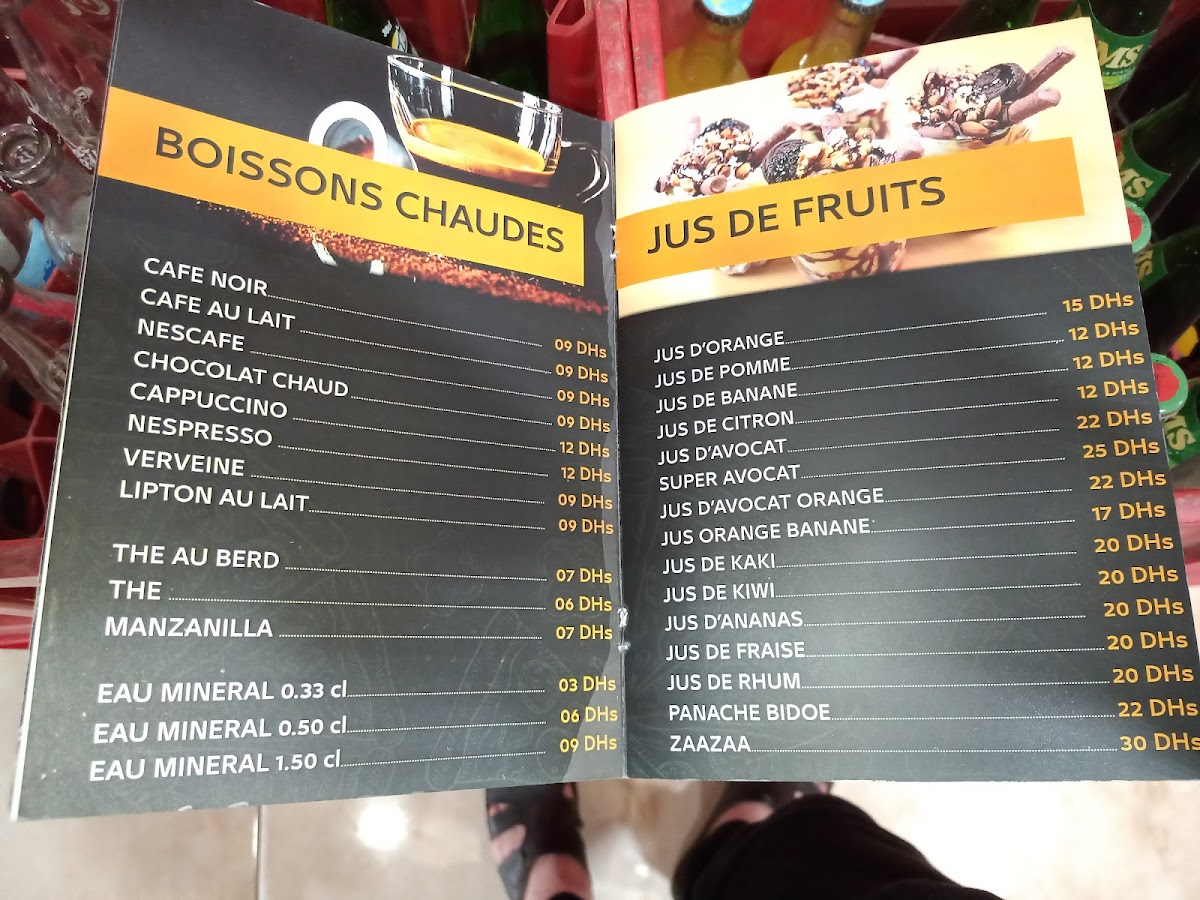 BOISSONS CHAUDES
CAFE NOIR 09 DHs
CAFE AU LAIT 09 DHs
NESCAFE 09 DHs
CHOCOLAT CHAUD 09 DHs
CAPPUCCINO 12 DHs
NESPRESSO 12 DHs
VERVEINE 09 DHs
LIPTON AU LAIT 09 DHs
THE AU BERD 07 DHs
THE 06 DHs
MANZANILLA 07 DHs
EAU MINERAL 0.33 cl 03 DHs
EAU MINERAL 0.50 cl 06 DHs
EAU MINERAL 1.50 cl 09 DHs
JUS DE FRUITS
JUS D'ORANGE 15 DHs
JUS DE POMME 12 DHs
JUS DE BANANE 12 DHs
JUS DE CITRON 12 DHs
JUS D'AVOCAT 22 DHs
SUPER AVOCAT 25 DHs
JUS D'AVOCAT ORANGE 22 DHs
JUS ORANGE BANANE 17 DHs
JUS DE KAKI 20 DHs
JUS DE KIWI 20 DHs
JUS D'ANANAS 20 DHs
JUS DE FRAISE 20 DHs
JUS DE RHUM 20 DHs
PANACHE BIDOE 22 DHs
ZAAZAA 30 DHs